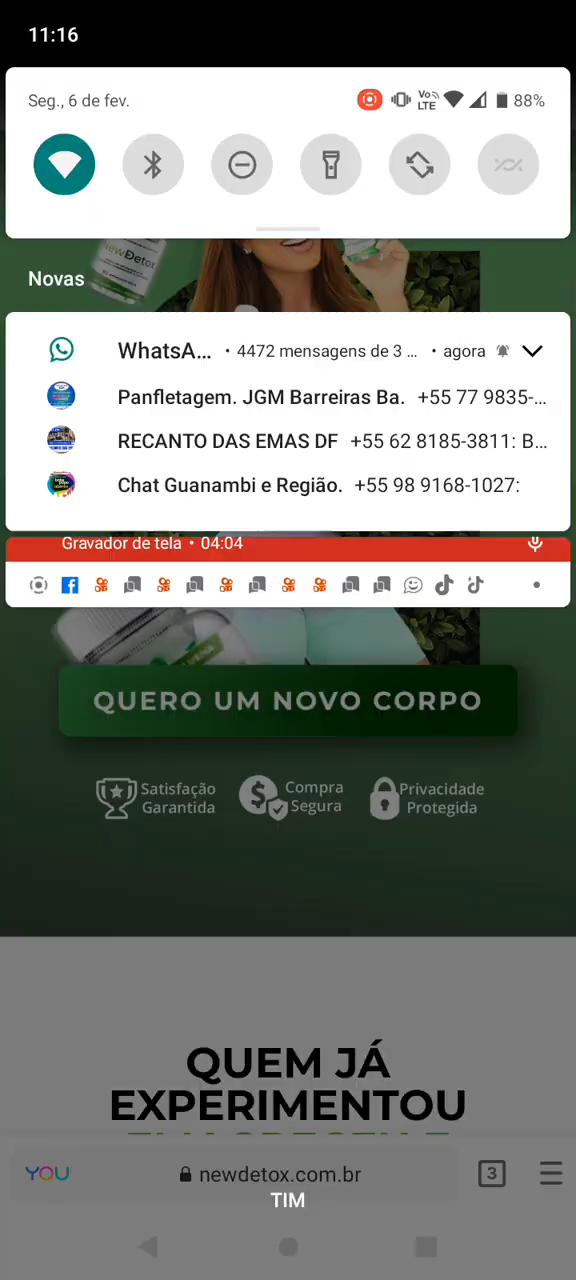 11:16
Seg., 6 de fev.
Vo LTE
88%
NewDetox
Novas
WhatsA... • 4472 mensagens de 3 ... • agora
Panfletagem. JGM Barreiras Ba. +55 77 9835-...
RECANTO DAS EMAS DF +55 62 8185-3811: B...
Chat Guanambi e Região. +55 98 9168-1027:
Gravador de tela • 04:04
QUERO UM NOVO CORPO
Satisfação
Garantida
Compra
Segura
Privacidade
Protegida
QUEM JÁ
EXPERIMENTOU
YOU
newdetox.com.br
3
TIM